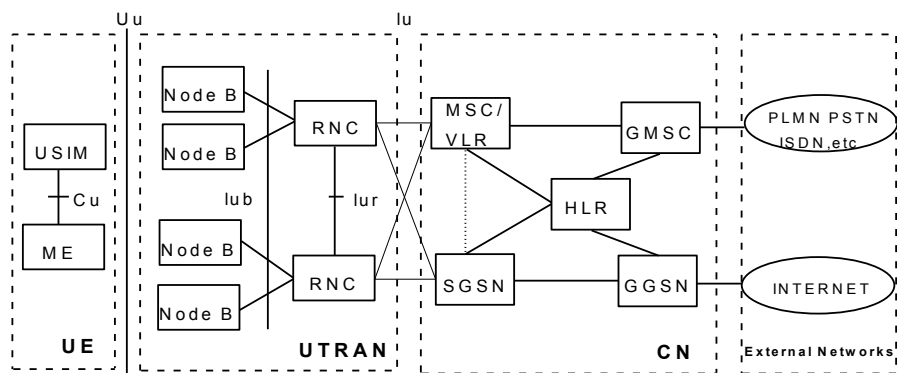 Uu
Iu
Node B
Node B
RNC
MSC/
VLR
GMSC
PLMN PSTN
ISDN,etc
USIM
Cu
ME
Iub
Iur
HLR
Node B
Node B
RNC
SGSN
GGSN
INTERNET
UE
UTRAN
CN
External Networks